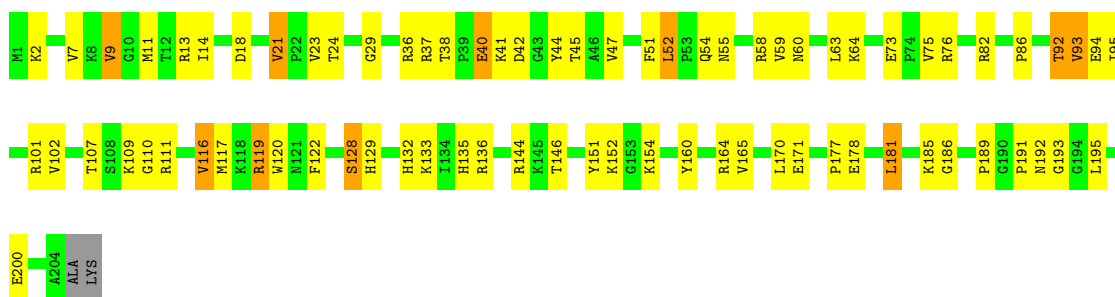 M1 K2 V7 K8 V9 G10 M11 T12 R13 I14 D18 V21 P22 V23 T24 G29 R36 R37 T38 P39 E40 K41 D42 G43 Y44 T45 A46 V47 F51 L52 P53 Q54 N55 R58 V59 N60 L63 K64 E73 P74 V75 R76 R82 P86 T92 V93 E94
R101 V102 T107 S108 K109 G110 R111 V116 M117 K118 R119 W120 N121 F122 S128 H129 H132 K133 I134 H135 R136 R144 K145 T146 Y151 K152 G153 K154 Y160 R164 V165 L170 E171 P177 E178 L181 K185 G186 P189 G190 P191 N192 G193 G194 L195
E200 A204 ALA LYS